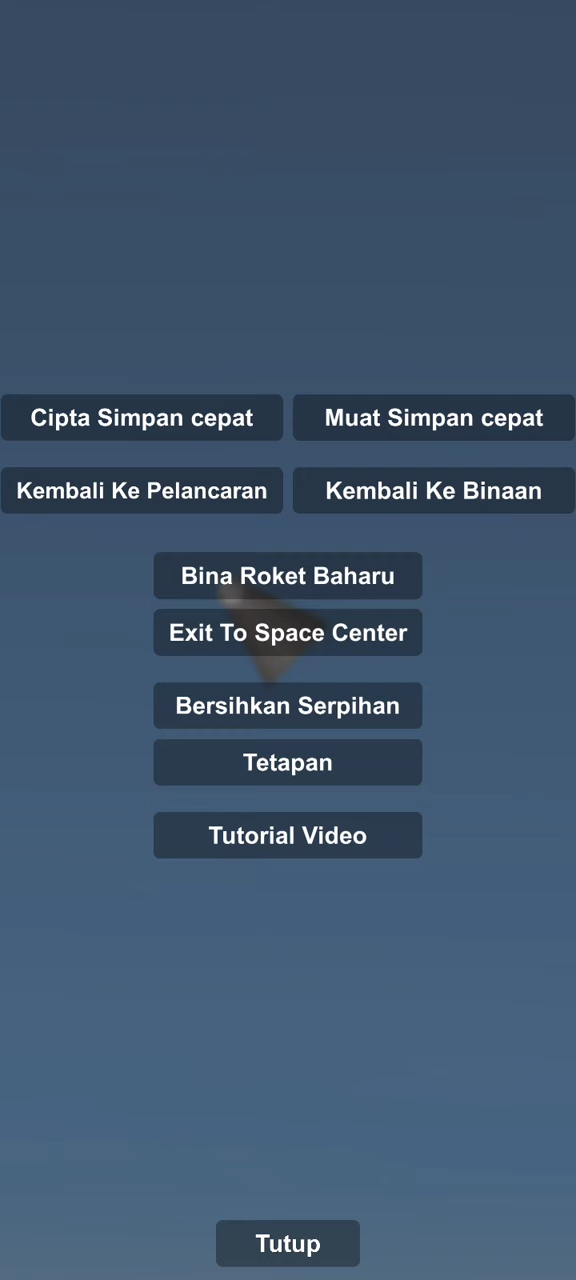 Cipta Simpan cepat
Muat Simpan cepat
Kembali Ke Pelancaran
Kembali Ke Binaan
Bina Roket Baharu
Exit To Space Center
Bersihkan Serpihan
Tetapan
Tutorial Video
Tutup